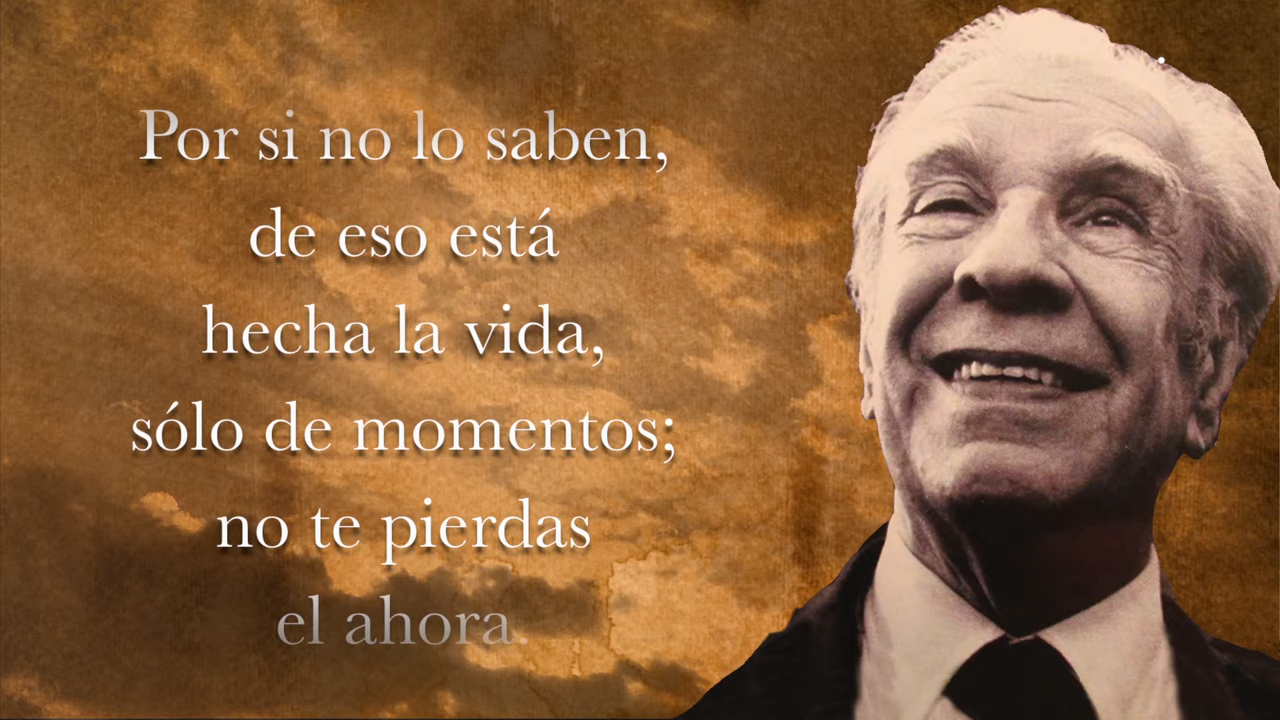 Por si no lo saben,
de eso está
hecha la vida,
sólo de momentos;
no te pierdas
el ahora.